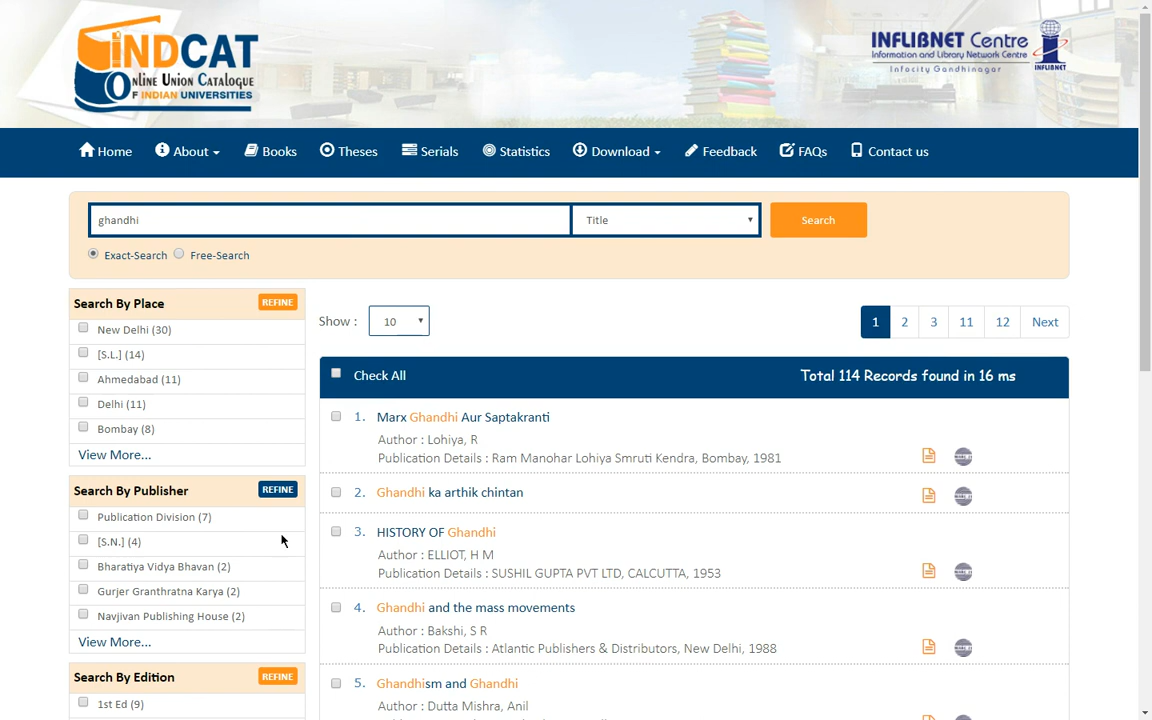 iNDCAT
ONLINE UNION CATALOGUE
OF INDIAN UNIVERSITIES
INFLIBNET Centre
Information and Library Network Centre
Infocity Gandhinagar
INFLIBNET
Home
About
Books
Theses
Serials
Statistics
Download
Feedback
FAQs
Contact us
ghandhi
Title
Search
Exact-Search
Free-Search
Search By Place
REFINE
New Delhi (30)
[S.L.] (14)
Ahmedabad (11)
Delhi (11)
Bombay (8)
View More...
Search By Publisher
REFINE
Publication Division (7)
[S.N.] (4)
Bharatiya Vidya Bhavan (2)
Gurjer Granthratna Karya (2)
Navjivan Publishing House (2)
View More...
Search By Edition
REFINE
1st Ed (9)
Show :
10
1
2
3
11
12
Next
Check All
Total 114 Records found in 16 ms
1. Marx Ghandhi Aur Saptakranti
Author : Lohiya, R
Publication Details : Ram Manohar Lohiya Smruti Kendra, Bombay, 1981
2. Ghandhi ka arthik chintan
3. HISTORY OF Ghandhi
Author : ELLIOT, H M
Publication Details : SUSHIL GUPTA PVT LTD, CALCUTTA, 1953
4. Ghandhi and the mass movements
Author : Bakshi, S R
Publication Details : Atlantic Publishers & Distributors, New Delhi, 1988
5. Ghandhism and Ghandhi
Author : Dutta Mishra, Anil